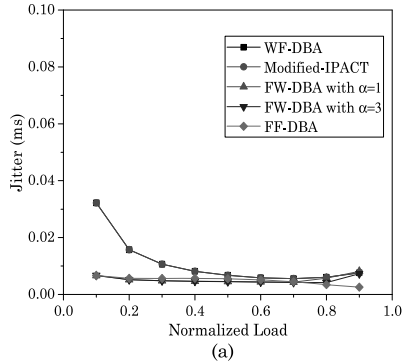 0.10
0.08
0.06
0.04
0.02
0.00
Jitter (ms)
WF-DBA
Modified-IPACT
FW-DBA with α=1
FW-DBA with α=3
FF-DBA
0.0 0.2 0.4 0.6 0.8 1.0
Normalized Load
(a)